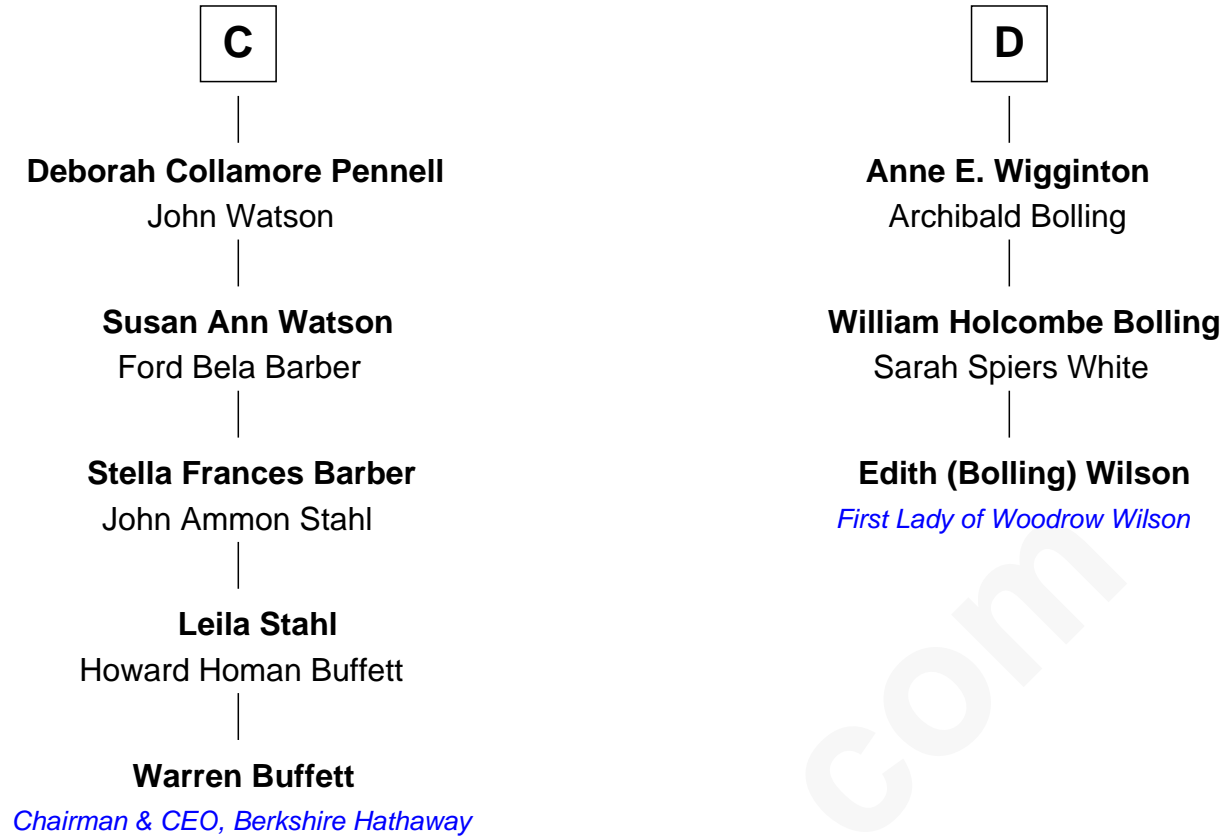 C
Deborah Collamore Pennell
John Watson
Susan Ann Watson
Ford Bela Barber
Stella Frances Barber
John Ammon Stahl
Leila Stahl
Howard Homan Buffett
Warren Buffett
Chairman & CEO, Berkshire Hathaway
D
Anne E. Wigginton
Archibald Bolling
William Holcombe Bolling
Sarah Spiers White
Edith (Bolling) Wilson
First Lady of Woodrow Wilson
com